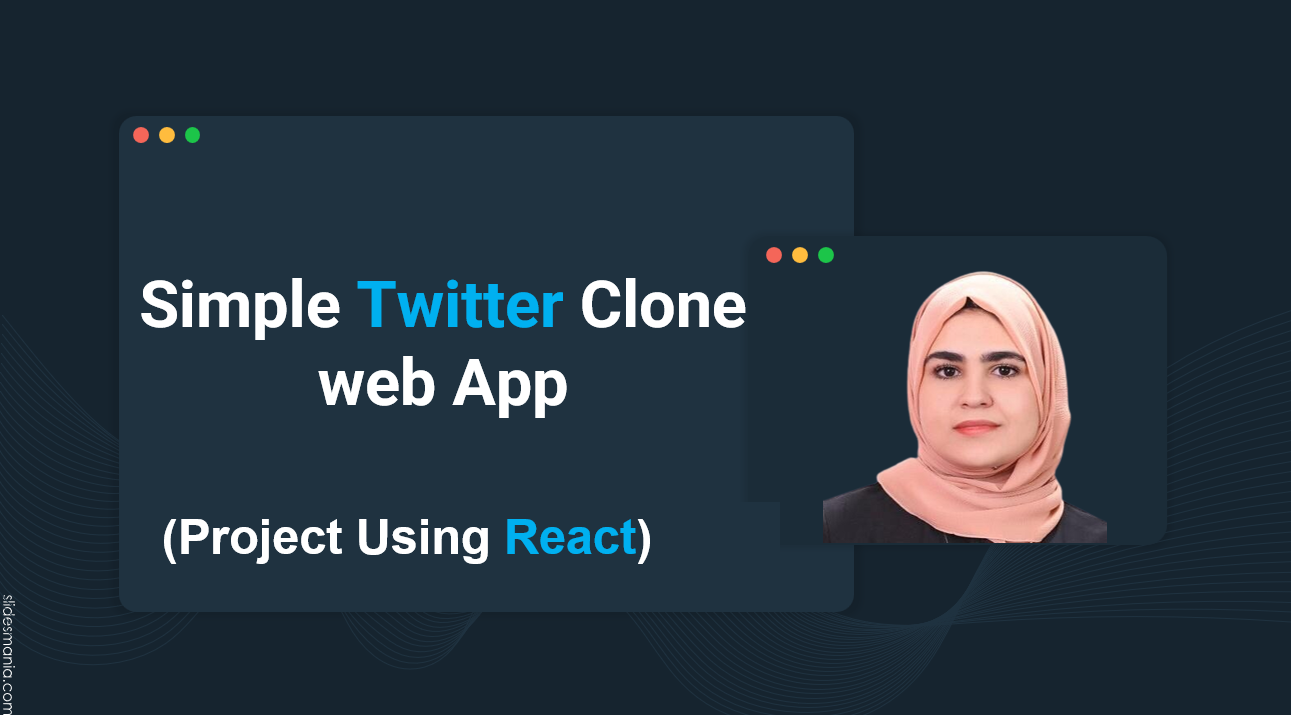 Simple Twitter Clone
web App
(Project Using React)
slidesmania.com